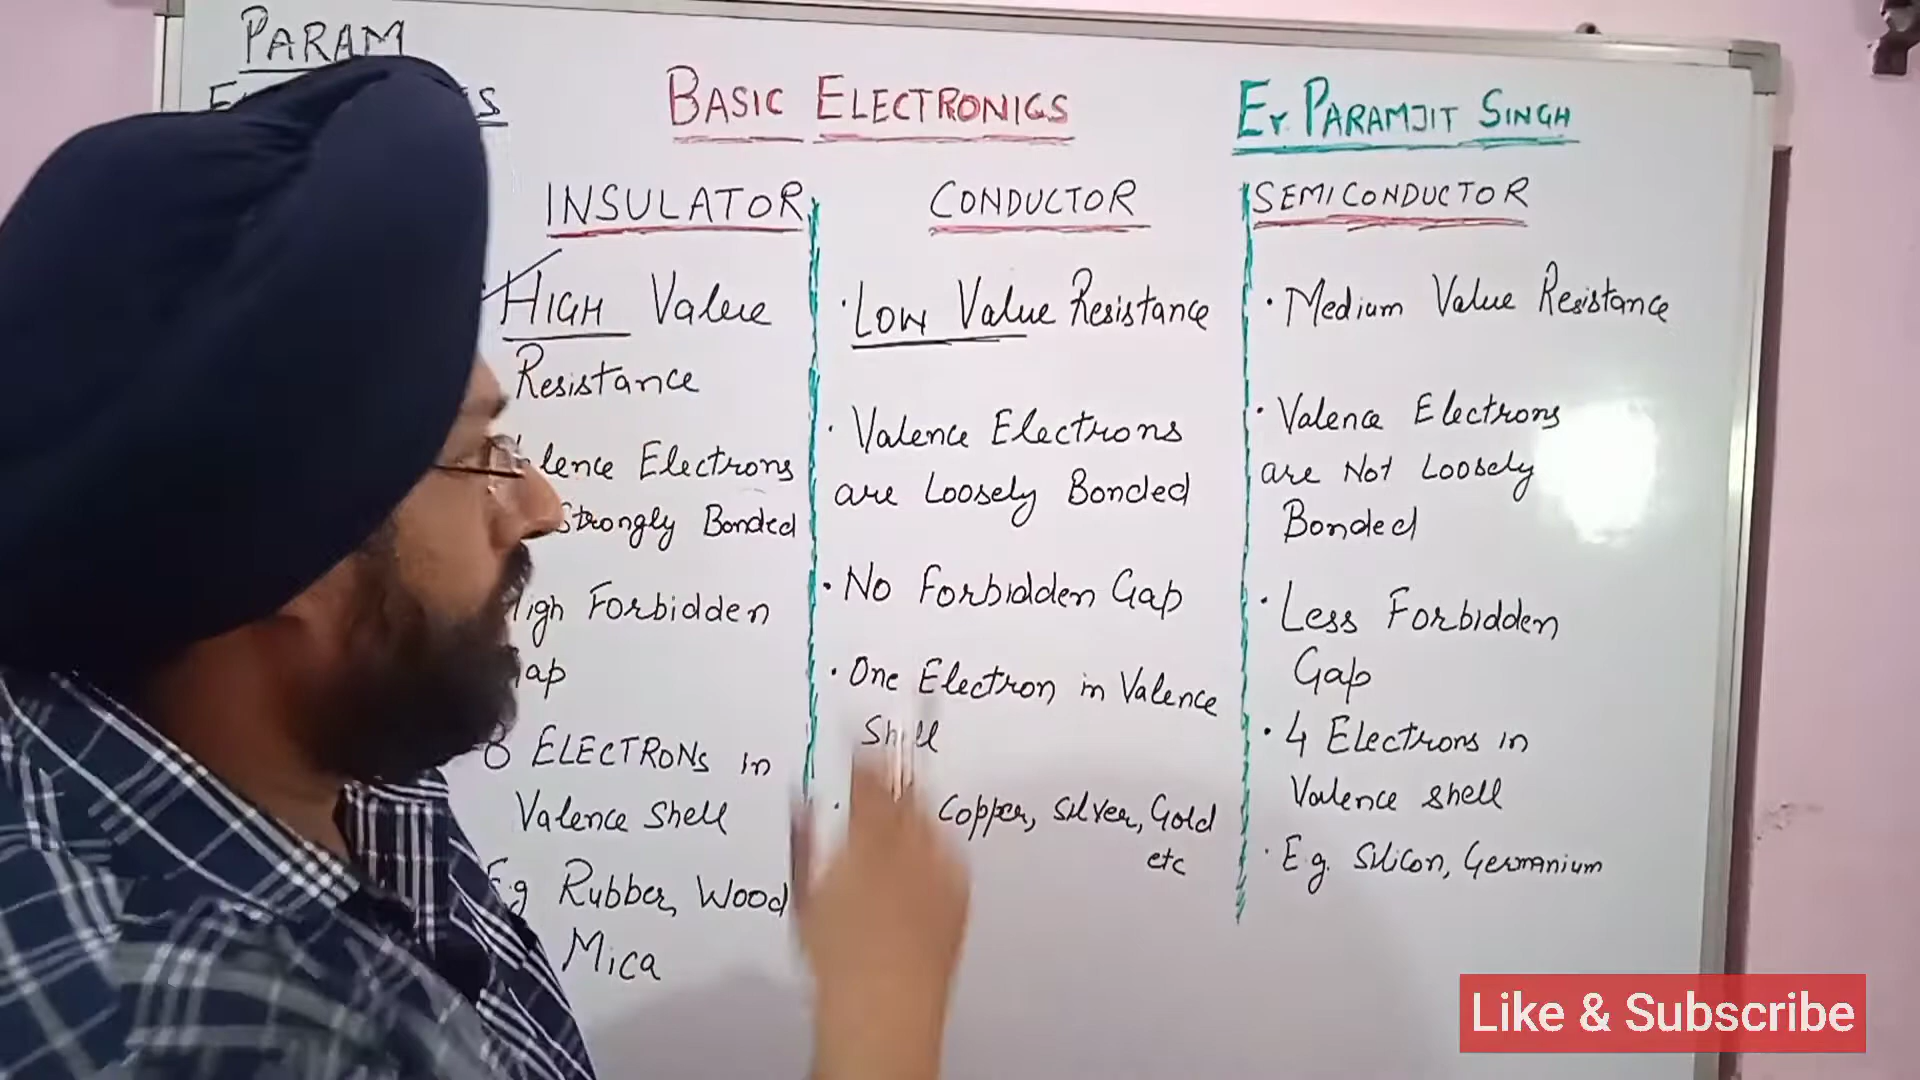 PARAM
BASIC ELECTRONICS
Er. PARAMJIT SINGH
INSULATOR
HIGH Value
Resistance
Electrons
Strongly Bonded
Forbidden
8 ELECTRONS in
Valence Shell
Rubber, Wood
Mica
CONDUCTOR
· Low Value Resistance
· Valence Electrons
are Loosely Bonded
· No Forbidden Gap
· One Electron in Valence
Shell
· Copper, Silver, Gold
etc
SEMICONDUCTOR
· Medium Value Resistance
· Valence Electrons
are Not Loosely
Bonded
· Less Forbidden
Gap
· 4 Electrons in
Valence shell
· E.g. Silicon, Germanium
Like & Subscribe